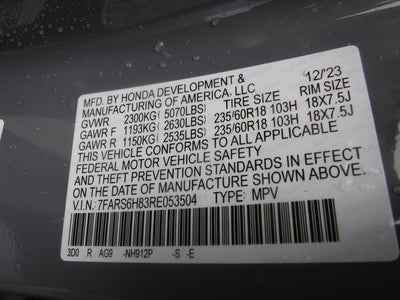 MFD. BY HONDA DEVELOPMENT & 12/'23
MANUFACTURING OF AMERICA, LLC
GVWR 2300KG( 5070LBS) TIRE SIZE RIM SIZE
GAWR F 1193KG( 2630LBS) 235/60R18 103H 18X7.5J
GAWR R 1150KG( 2535LBS) 235/60R18 103H 18X7.5J
THIS VEHICLE CONFORMS TO ALL APPLICABLE
FEDERAL MOTOR VEHICLE SAFETY
AND THEFT PREVENTION STANDARDS IN EFFECT
ON THE DATE OF MANUFACTURE SHOWN ABOVE.
V.I.N: 7FARS6H83RE053504 TYPE: MPV
3D0 R AG9 -NH912P -S -E